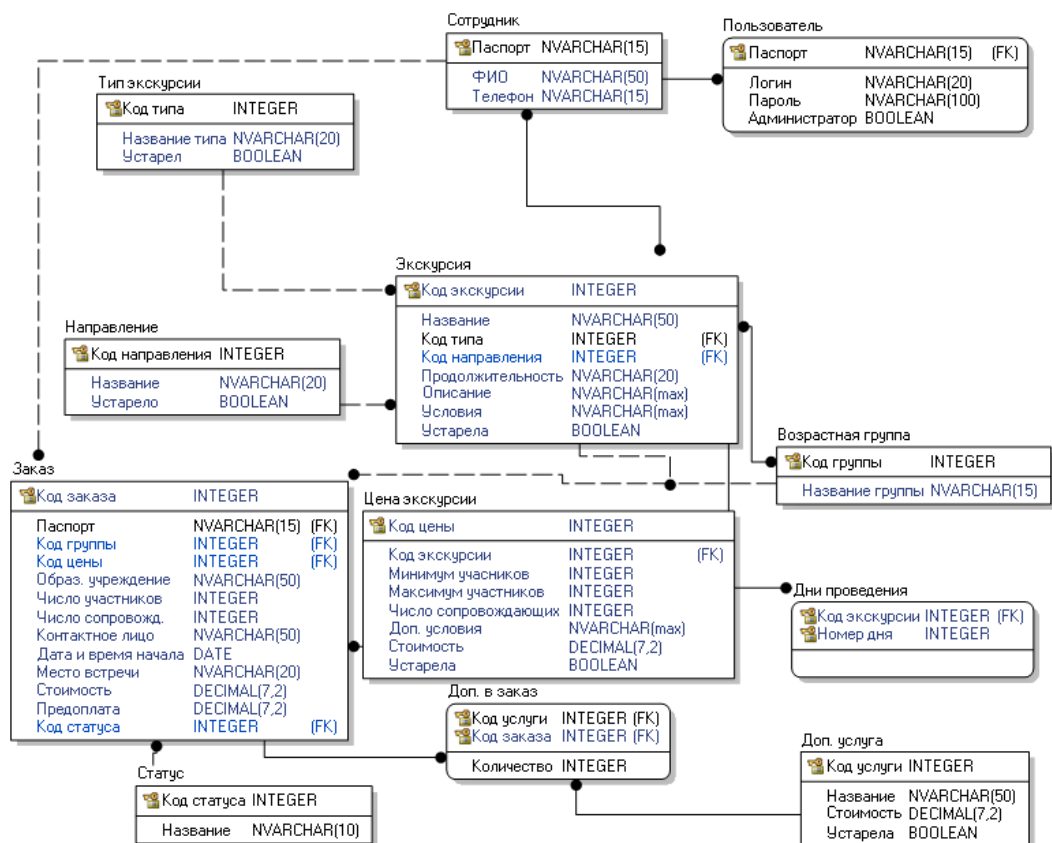 Сотрудник
Паспорт NVARCHAR(15)
ФИО NVARCHAR(50)
Телефон NVARCHAR(15)
Пользователь
Паспорт NVARCHAR(15) (FK)
Логин NVARCHAR(20)
Пароль NVARCHAR(100)
Администратор BOOLEAN
Тип экскурсии
Код типа INTEGER
Название типа NVARCHAR(20)
Устарел BOOLEAN
Экскурсия
Код экскурсии INTEGER
Название NVARCHAR(50)
Код типа INTEGER (FK)
Код направления INTEGER (FK)
Продолжительность NVARCHAR(20)
Описание NVARCHAR(max)
Условия NVARCHAR(max)
Устарела BOOLEAN
Направление
Код направления INTEGER
Название NVARCHAR(20)
Устарело BOOLEAN
Возрастная группа
Код группы INTEGER
Название группы NVARCHAR(15)
Заказ
Код заказа INTEGER
Паспорт NVARCHAR(15) (FK)
Код группы INTEGER (FK)
Код цены INTEGER (FK)
Образ. учреждение NVARCHAR(50)
Число участников INTEGER
Число сопровожд. INTEGER
Контактное лицо NVARCHAR(50)
Дата и время начала DATE
Место встречи NVARCHAR(20)
Стоимость DECIMAL(7,2)
Предоплата DECIMAL(7,2)
Код статуса INTEGER (FK)
Цена экскурсии
Код цены INTEGER
Код экскурсии INTEGER (FK)
Минимум учасников INTEGER
Максимум участников INTEGER
Число сопровождающих INTEGER
Доп. условия NVARCHAR(max)
Стоимость DECIMAL(7,2)
Устарела BOOLEAN
Дни проведения
Код экскурсии INTEGER (FK)
Номер дня INTEGER
Доп. в заказ
Код услуги INTEGER (FK)
Код заказа INTEGER (FK)
Количество INTEGER
Статус
Код статуса INTEGER
Название NVARCHAR(10)
Доп. услуга
Код услуги INTEGER
Название NVARCHAR(50)
Стоимость DECIMAL(7,2)
Устарела BOOLEAN